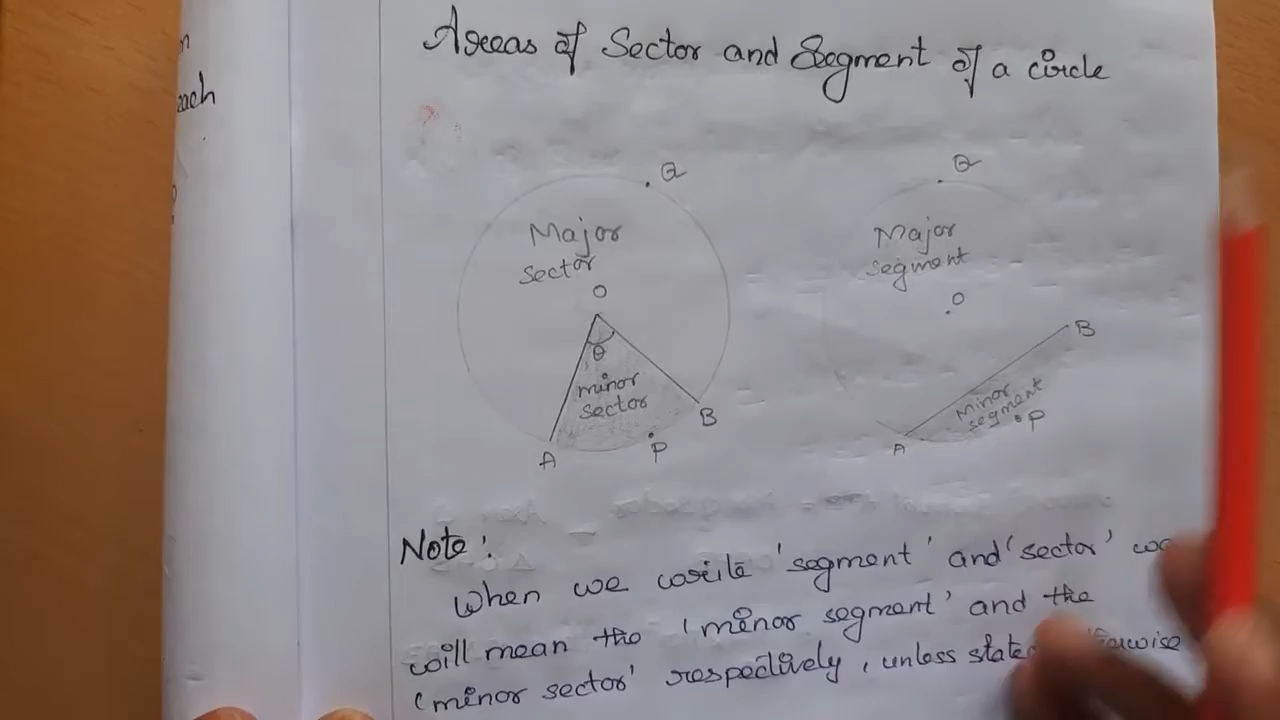 n
each
Areas of Sector and Segment of a circle
Q
Major
sector
O
θ
minor
sector
A
P
B
Q
Major
segment
O
B
Minor
segment
P
A
Note:
When we write 'segment' and 'sector' we
will mean the 'minor segment' and the
'minor sector' respectively, unless stated